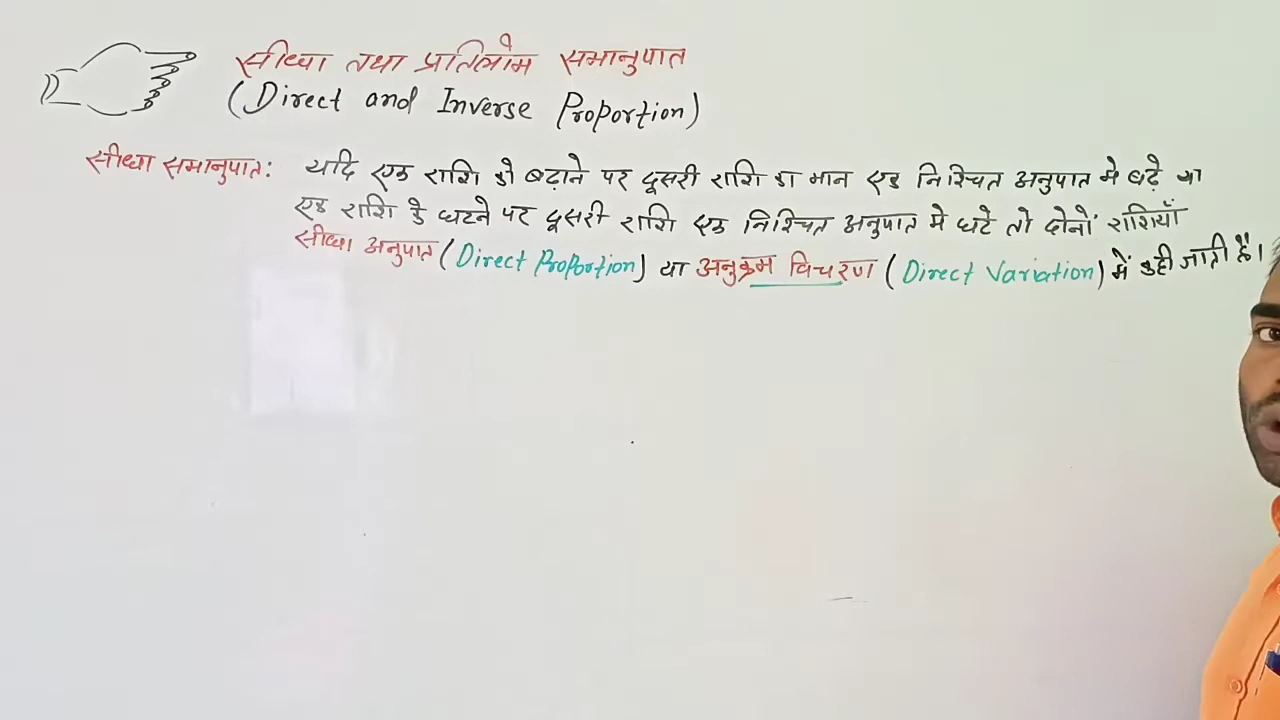 सीधा तथा प्रतिलोम समानुपात
(Direct and Inverse Proportion)
सीधा समानुपात: यदि एक राशि को बढ़ाने पर दूसरी राशि का मान एक निश्चित अनुपात मे बढ़े या
एक राशि के घटने पर दूसरी राशि एक निश्चित अनुपात मे घटे तो दोनों राशियाँ
सीधा अनुपात (Direct Proportion) या अनुक्रम विचरण (Direct Variation) में कही जाती है।